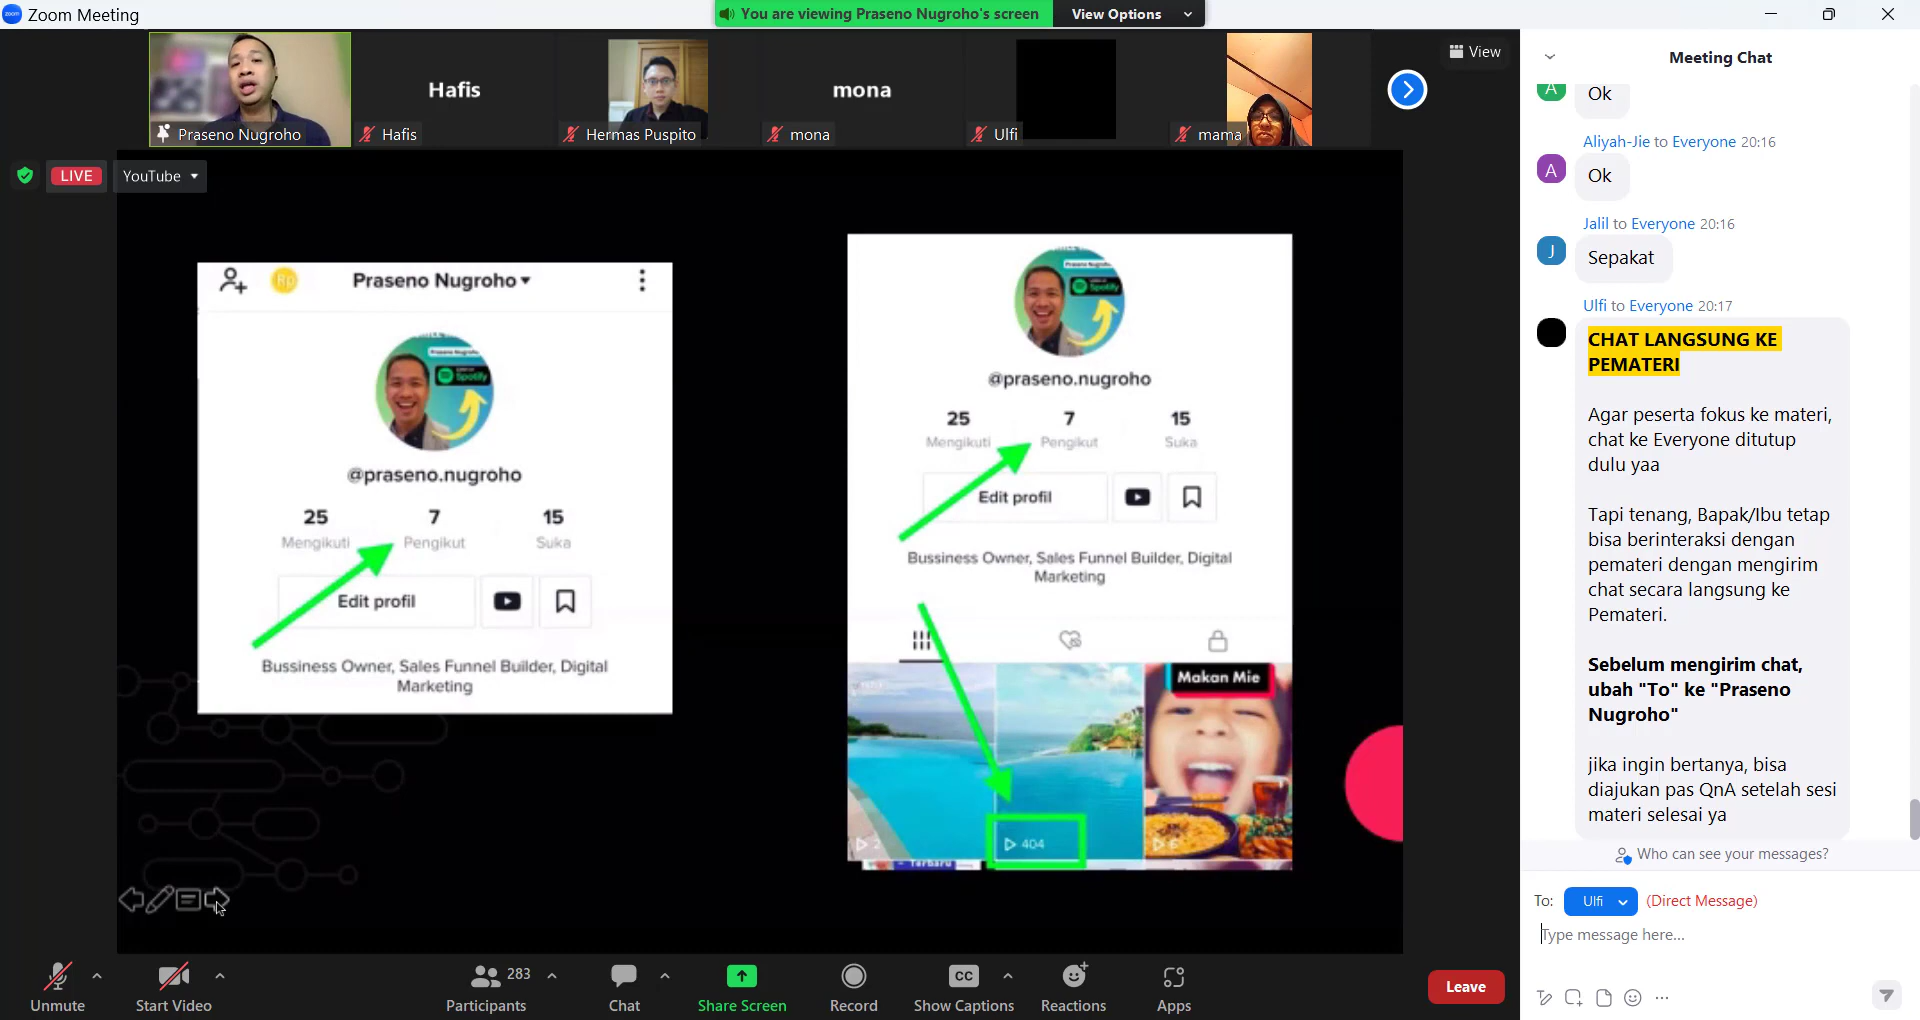 Zoom Meeting
You are viewing Praseno Nugroho's screen
View Options
View
Praseno Nugroho
Hafis
Hafis
Hermas Puspito
mona
mona
Ulfi
mama
LIVE
YouTube
Praseno Nugroho
@praseno.nugroho
25 7 15
Mengikuti Pengikut Suka
Edit profil
Bussiness Owner, Sales Funnel Builder, Digital
Marketing
Spotify
@praseno.nugroho
25 7 15
Mengikuti Pengikut Suka
Edit profil
Bussiness Owner, Sales Funnel Builder, Digital
Marketing
Makan Mie
2
404
6
Terbaru
Meeting Chat
Ok
Aliyah-Jie to Everyone 20:16
A
Ok
Jalil to Everyone 20:16
J
Sepakat
Ulfi to Everyone 20:17
CHAT LANGSUNG KE
PEMATERI
Agar peserta fokus ke materi,
chat ke Everyone ditutup
dulu yaa
Tapi tenang, Bapak/Ibu tetap
bisa berinteraksi dengan
pemateri dengan mengirim
chat secara langsung ke
Pemateri.
Sebelum mengirim chat,
ubah "To" ke "Praseno
Nugroho"
jika ingin bertanya, bisa
diajukan pas QnA setelah sesi
materi selesai ya
Who can see your messages?
To: Ulfi (Direct Message)
Type message here...
Unmute
Start Video
283
Participants
Chat
Share Screen
Record
CC
Show Captions
Reactions
Apps
Leave